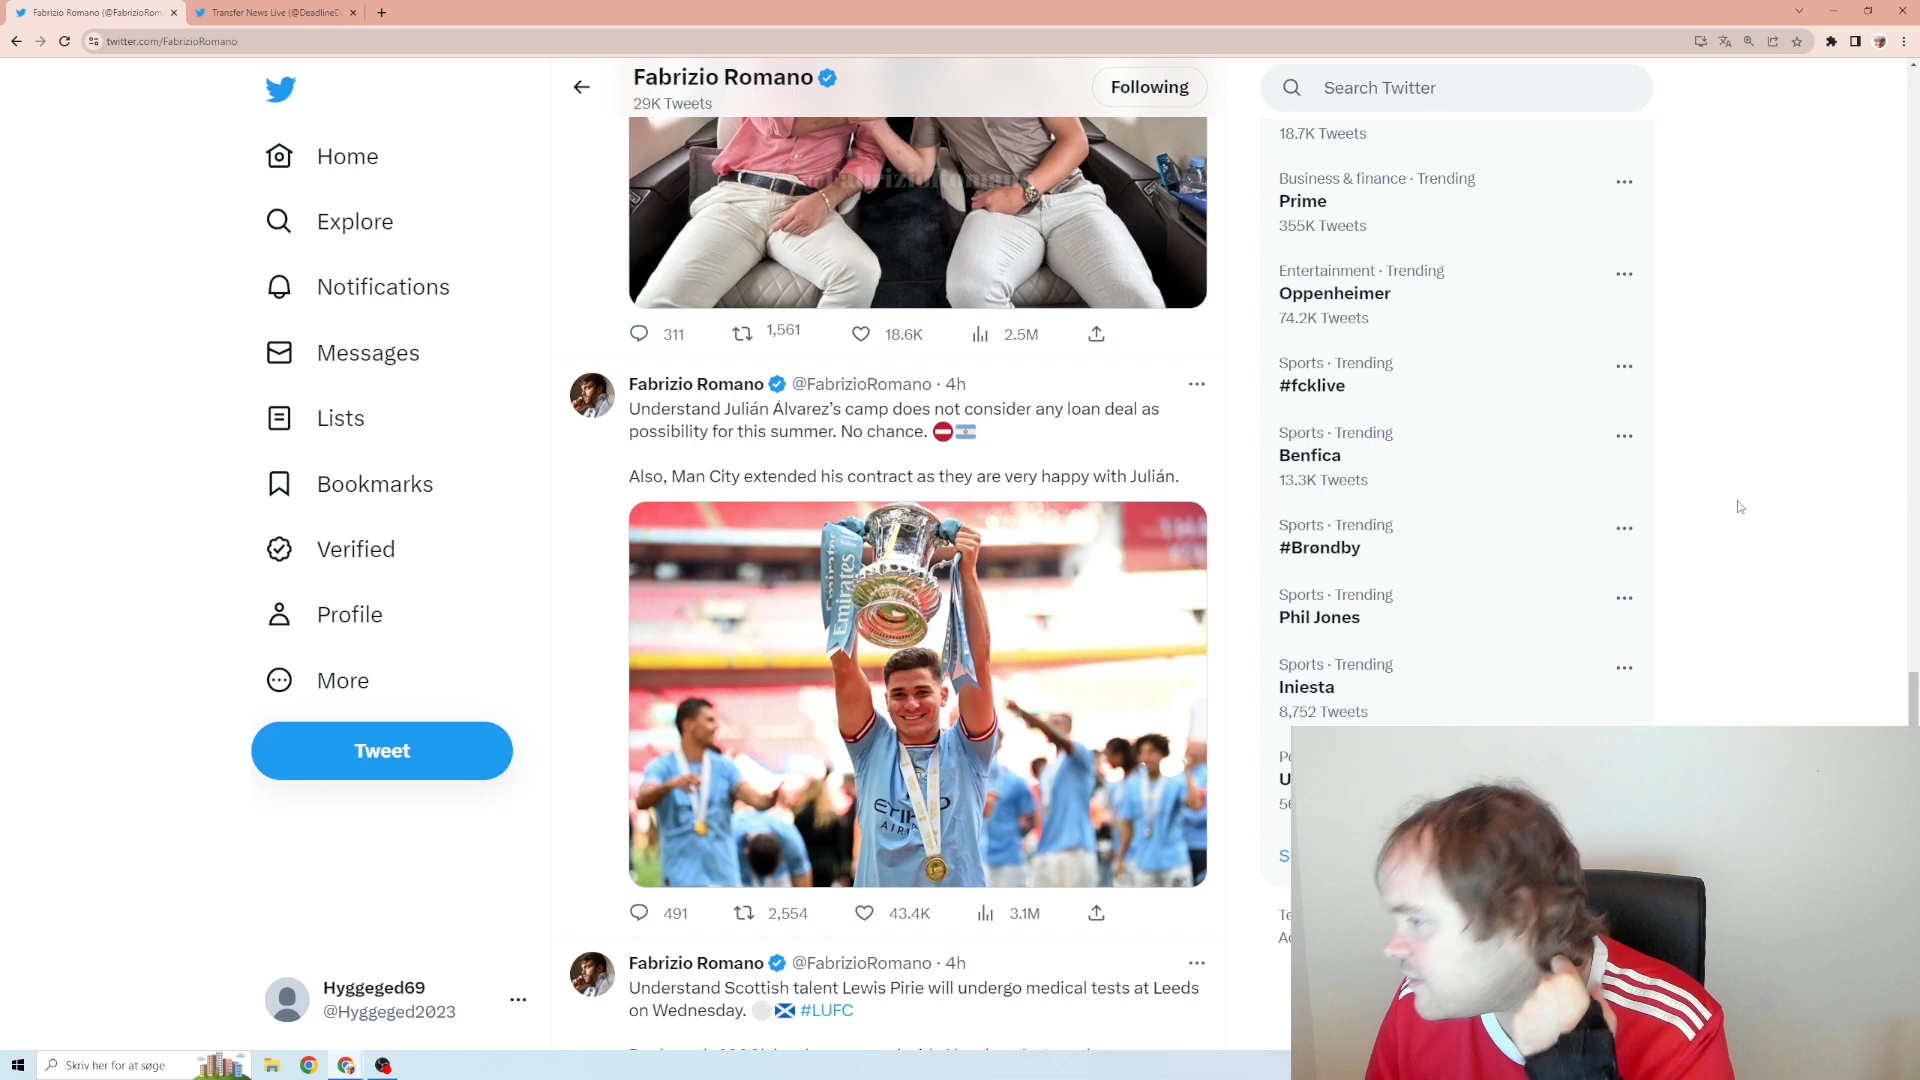 Fabrizio Romano (@FabrizioRom
Transfer News Live (@DeadlineD
twitter.com/FabrizioRomano
Fabrizio Romano
29K Tweets
Following
Search Twitter
Home
Explore
Notifications
Messages
Lists
Bookmarks
Verified
Profile
More
Tweet
Hyggeged69
@Hyggeged2023
311
1,561
18.6K
2.5M
Fabrizio Romano @FabrizioRomano · 4h
Understand Julián Álvarez’s camp does not consider any loan deal as
possibility for this summer. No chance. ⛔🇦🇷
Also, Man City extended his contract as they are very happy with Julián.
Emirates
491
2,554
43.4K
3.1M
Fabrizio Romano @FabrizioRomano · 4h
Understand Scottish talent Lewis Pirie will undergo medical tests at Leeds
on Wednesday. ⚪🏴󠁧󠁢󠁳󠁣󠁴󠁿 #LUFC
18.7K Tweets
Business & finance · Trending
Prime
355K Tweets
Entertainment · Trending
Oppenheimer
74.2K Tweets
Sports · Trending
#fcklive
Sports · Trending
Benfica
13.3K Tweets
Sports · Trending
#Brøndby
Sports · Trending
Phil Jones
Sports · Trending
Iniesta
8,752 Tweets
Skriv her for at søge